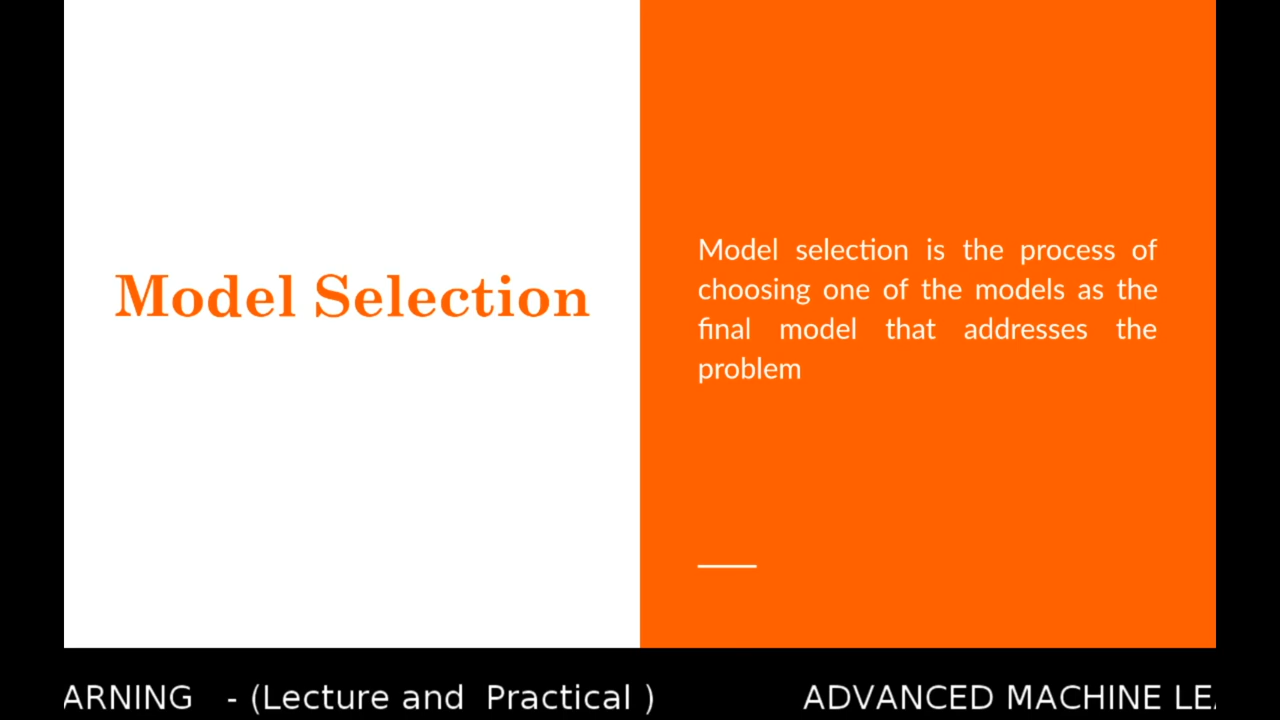 Model Selection
Model selection is the process of
choosing one of the models as the
final model that addresses the
problem
ARNING - (Lecture and Practical ) ADVANCED MACHINE LEA